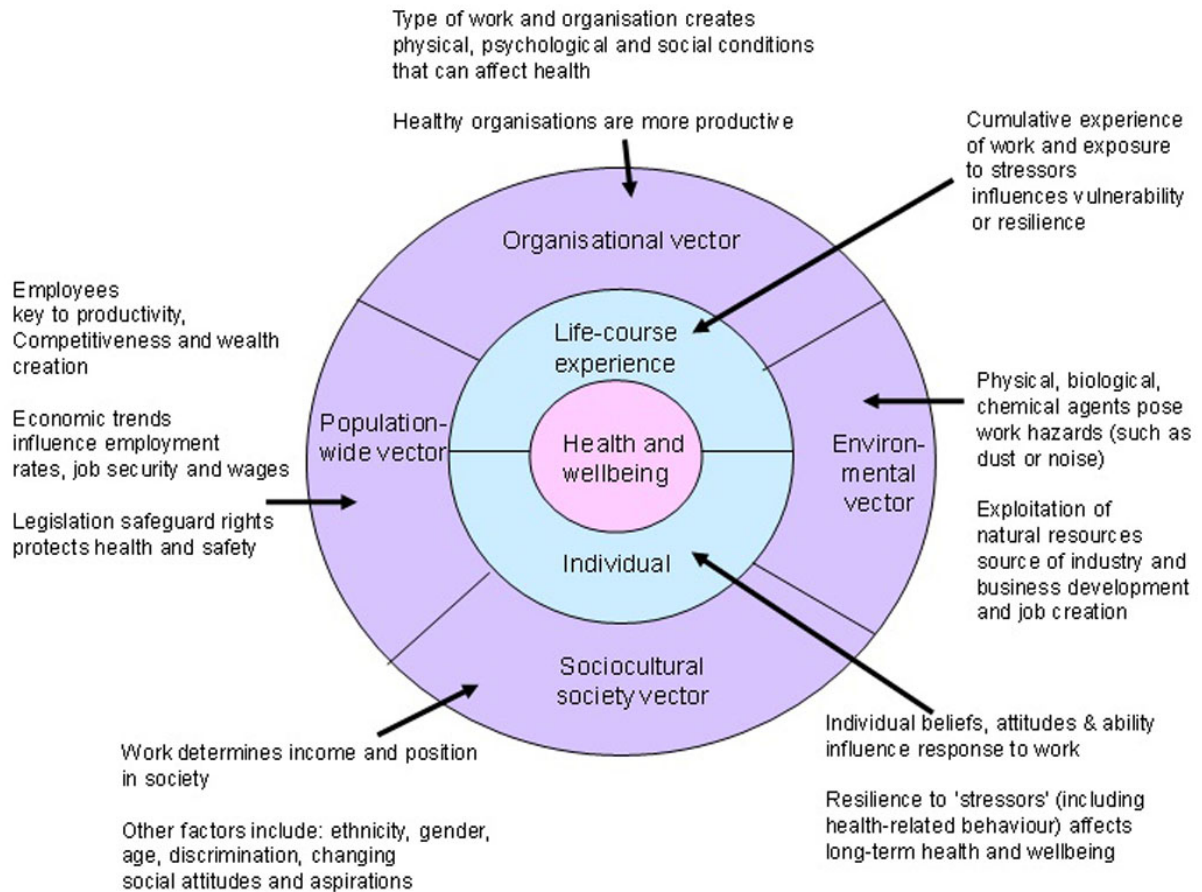 Type of work and organisation creates
physical, psychological and social conditions
that can affect health
Healthy organisations are more productive
Cumulative experience
of work and exposure
to stressors
influences vulnerability
or resilience
Organisational vector
Employees
key to productivity,
Competitiveness and wealth
creation
Economic trends
influence employment
rates, job security and wages
Legislation safeguard rights
protects health and safety
Life-course
experience
Population-
wide vector
Health and
wellbeing
Environ-
mental
vector
Physical, biological,
chemical agents pose
work hazards (such as
dust or noise)
Exploitation of
natural resources
source of industry and
business development
and job creation
Individual
Sociocultural
society vector
Work determines income and position
in society
Other factors include: ethnicity, gender,
age, discrimination, changing
social attitudes and aspirations
Individual beliefs, attitudes & ability
influence response to work
Resilience to 'stressors' (including
health-related behaviour) affects
long-term health and wellbeing